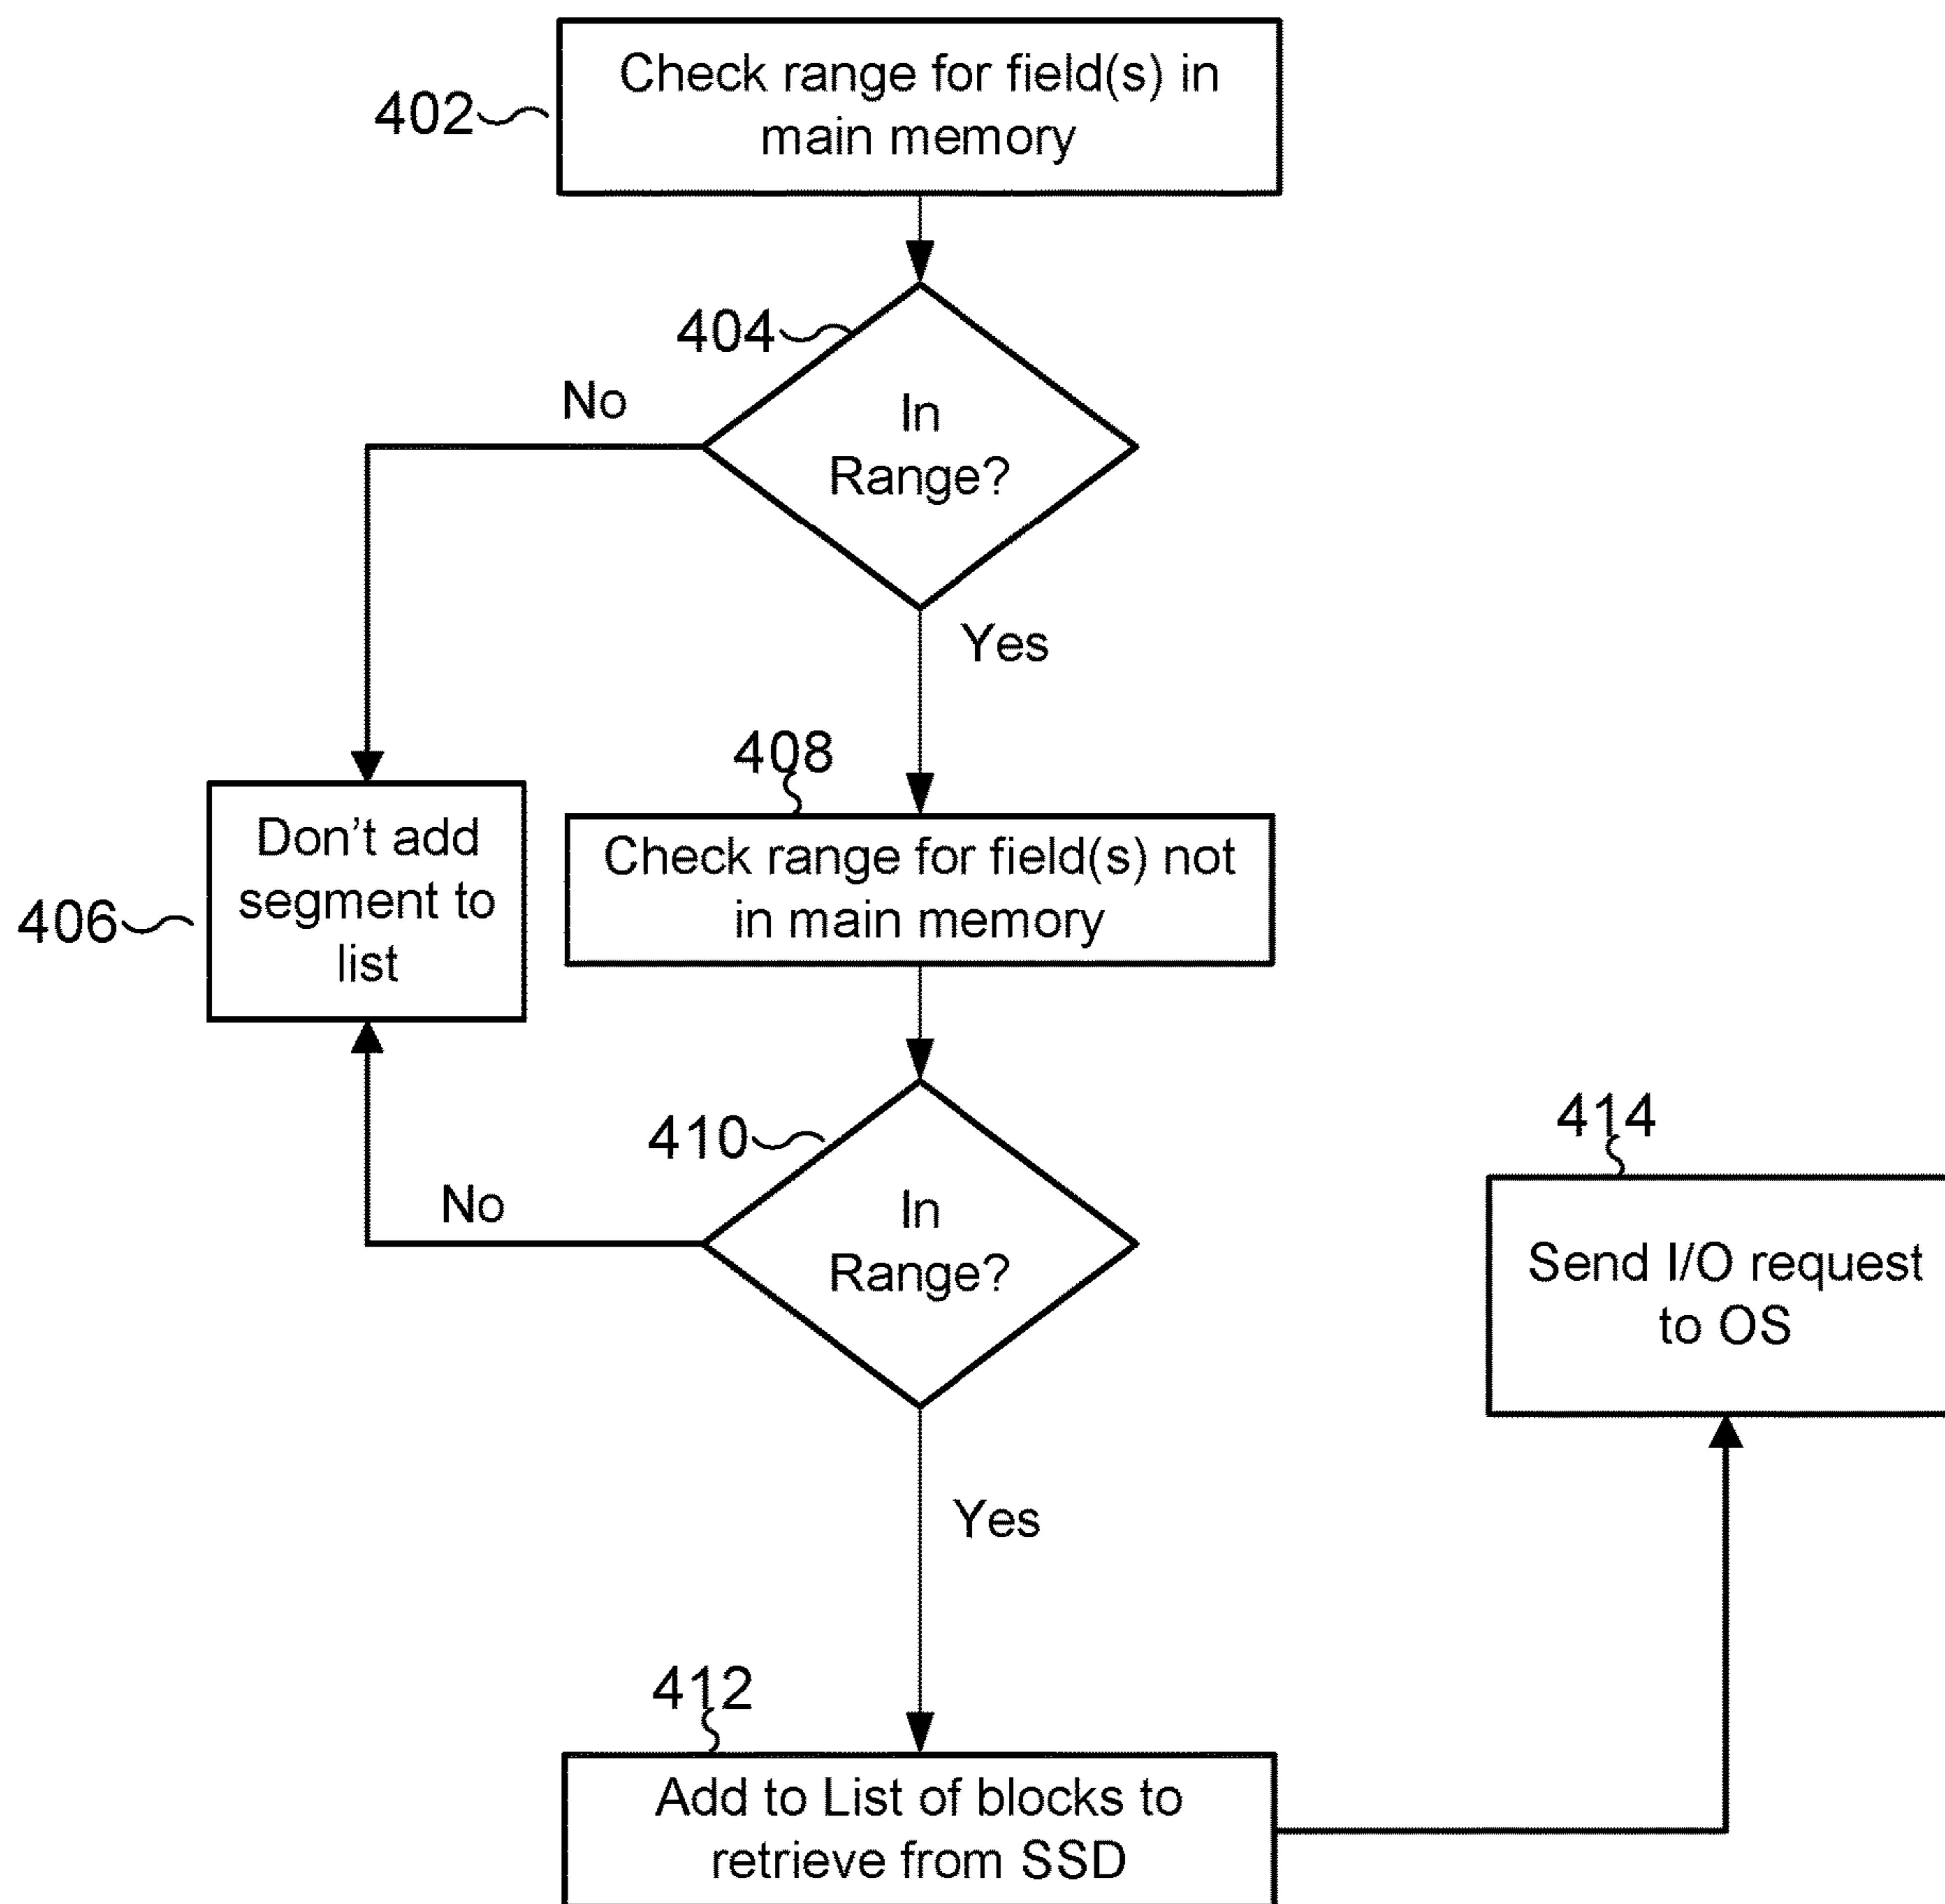 Check range for field(s) in
main memory
402
404
No
In
Range?
Yes
408
Don't add
segment to
list
406
Check range for field(s) not
in main memory
410
No
In
Range?
414
Send I/O request
to OS
Yes
412
Add to List of blocks to
retrieve from SSD